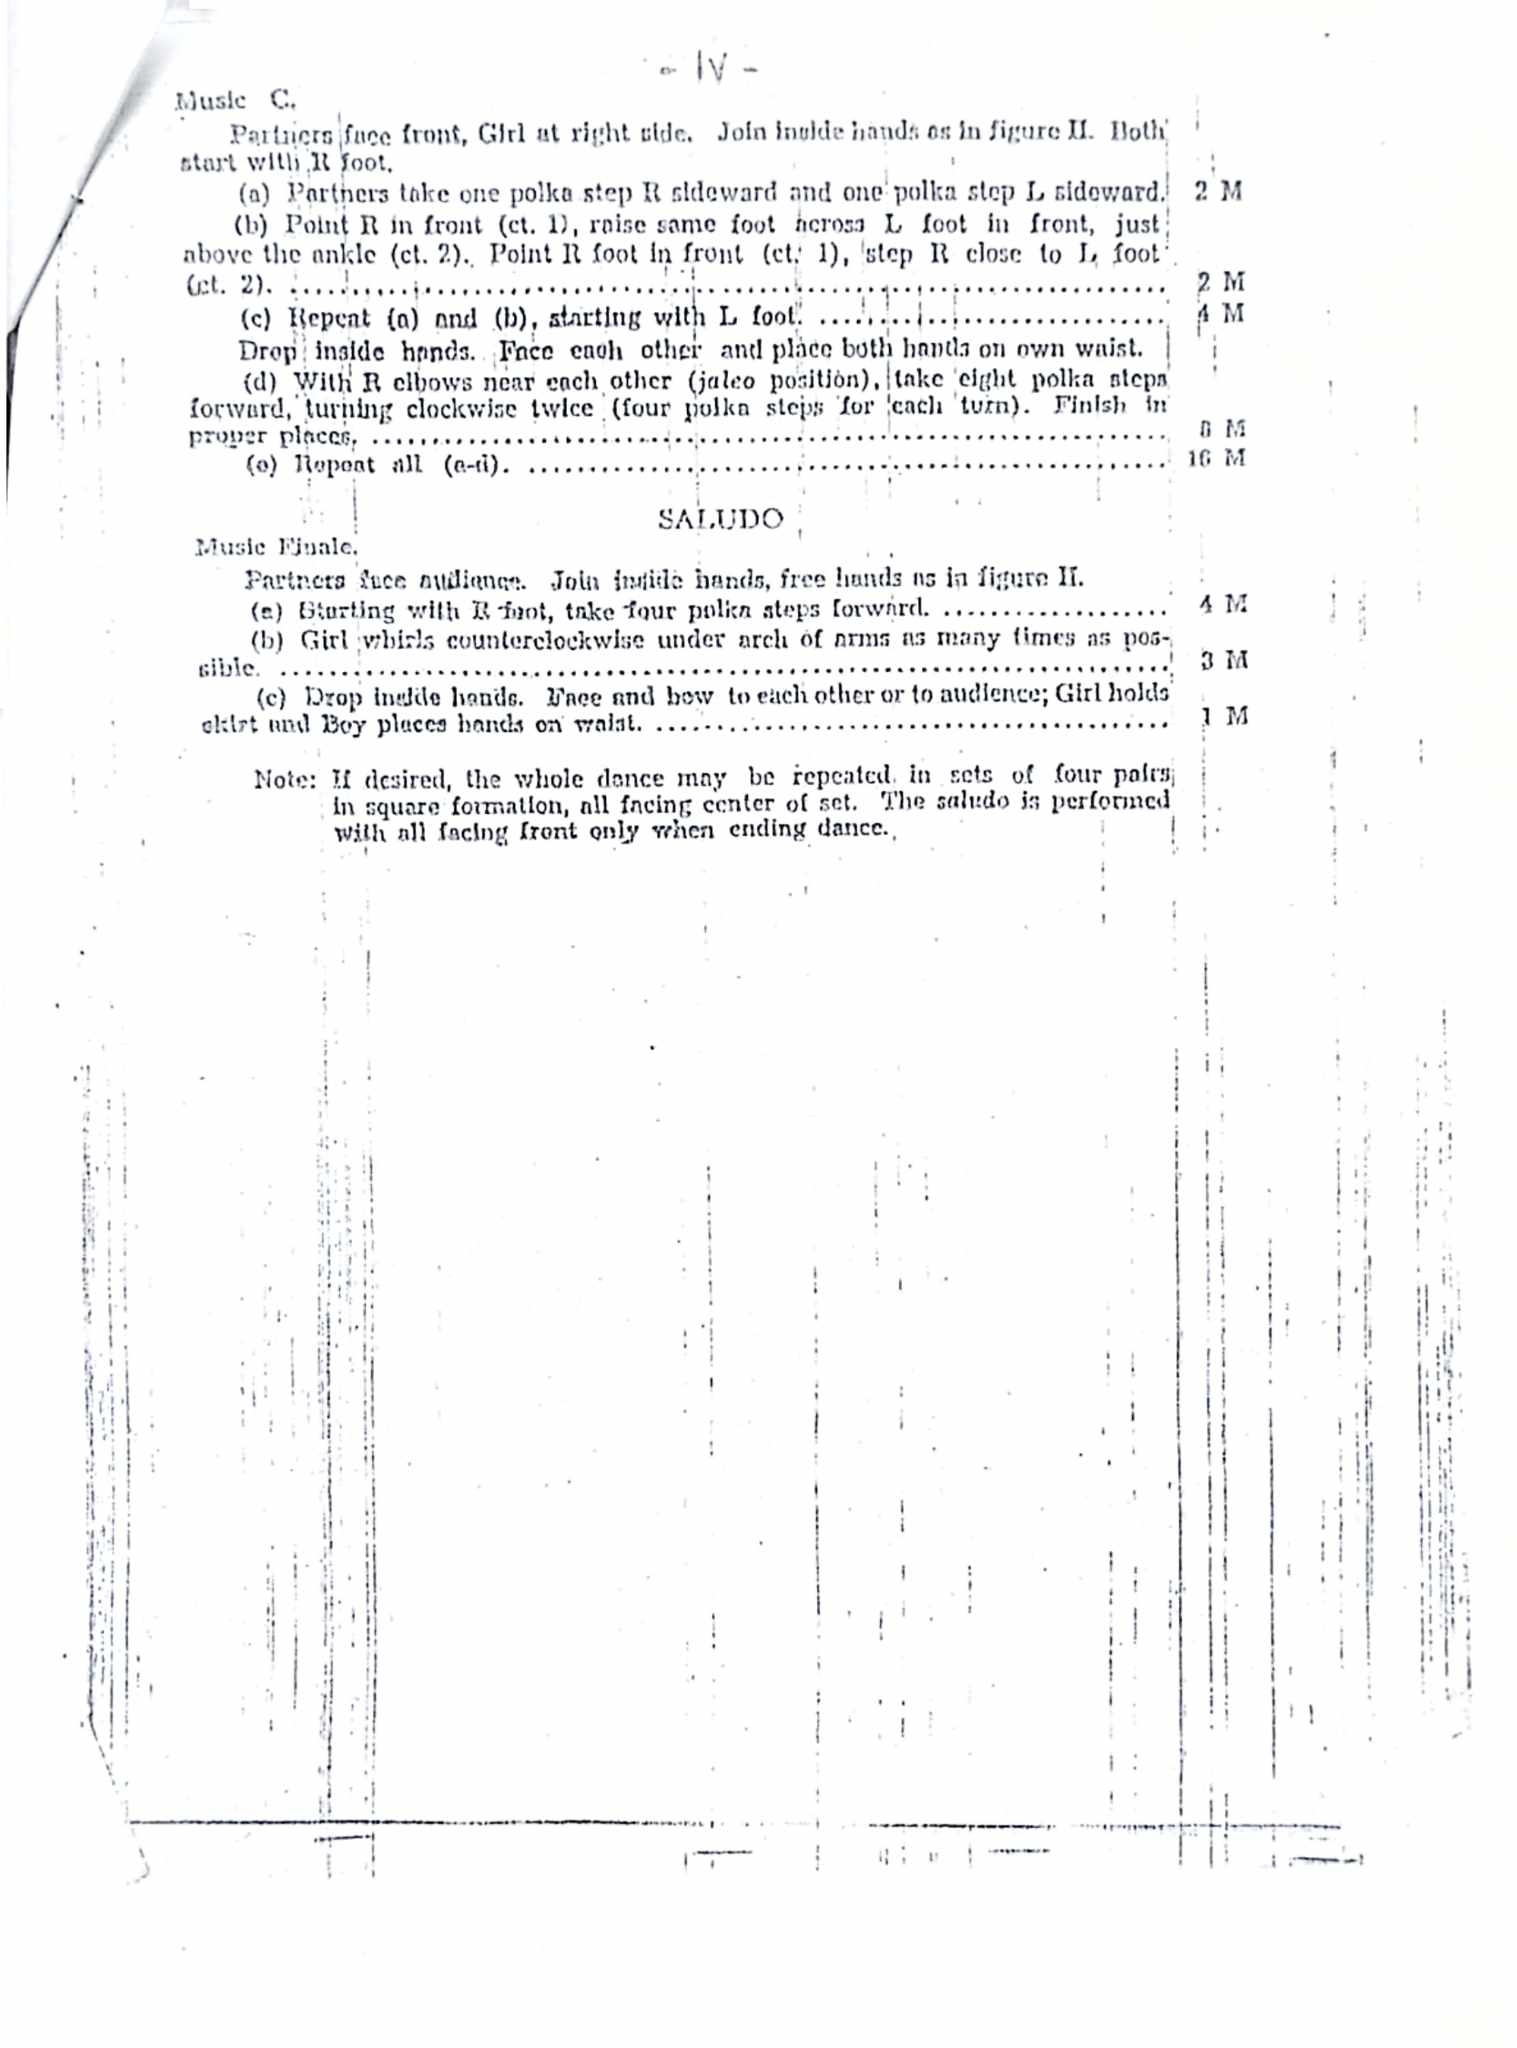 - IV -
Music C.
Partners face front, Girl at right side. Join inside hands as in figure II. Both
start with R foot.
(a) Partners take one polka step R sideward and one polka step L sideward. 2 M
(b) Point R in front (ct. 1), raise same foot across L foot in front, just
above the ankle (ct. 2). Point R foot in front (ct. 1), step R close to L foot
(ct. 2). .......... 2 M
(c) Repeat (a) and (b), starting with L foot. .......... 4 M
Drop inside hands. Face each other and place both hands on own waist.
(d) With R elbows near each other (jaleo position), take eight polka steps
forward, turning clockwise twice (four polka steps for each turn). Finish in
proper places. .......... 8 M
(e) Repeat all (a-d). .......... 16 M
SALUDO
Music Finale.
Partners face audience. Join inside hands, free hands as in figure II.
(a) Starting with R foot, take four polka steps forward. .......... 4 M
(b) Girl whirls counterclockwise under arch of arms as many times as pos-
sible. .......... 3 M
(c) Drop inside hands. Face and bow to each other or to audience; Girl holds
skirt and Boy places hands on waist. .......... 1 M
Note: If desired, the whole dance may be repeated in sets of four pairs
in square formation, all facing center of set. The saludo is performed
with all facing front only when ending dance.